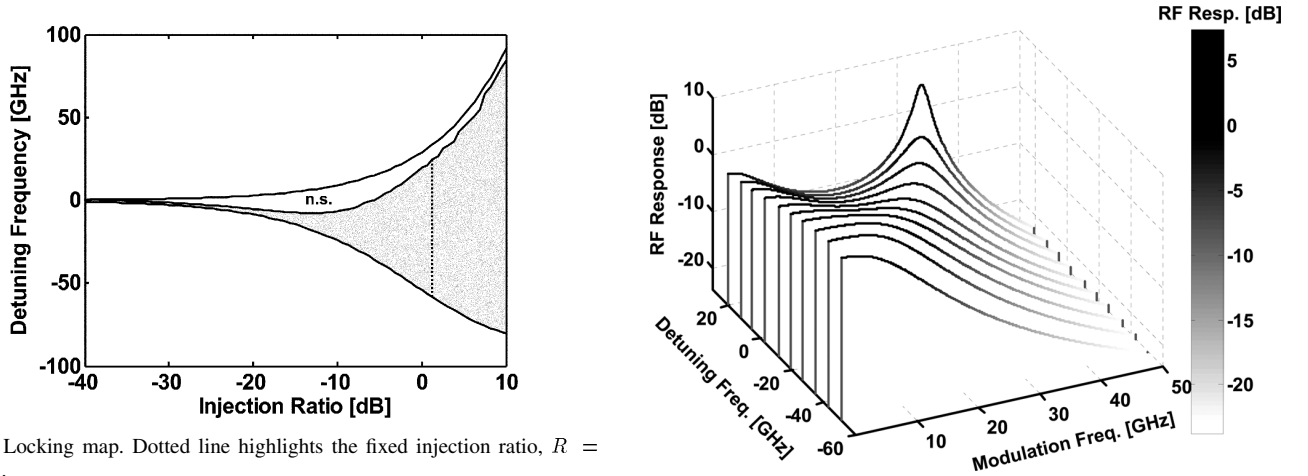 100
50
0
-50
-100
-40 -30 -20 -10 0 10
Detuning Frequency [GHz]
Injection Ratio [dB]
n.s.
Locking map. Dotted line highlights the fixed injection ratio, R =
RF Resp. [dB]
5
0
-5
-10
-15
-20
10
0
-10
-20
RF Response [dB]
20
0
-20
-40
-60
Detuning Freq. [GHz]
10 20 30 40 50
Modulation Freq. [GHz]